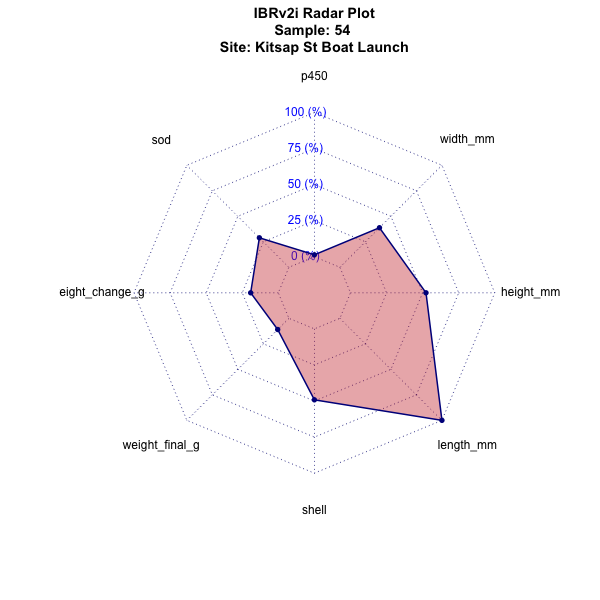 IBRv2i Radar Plot
Sample: 54
Site: Kitsap St Boat Launch
p450
100 (%)
sod
width_mm
75 (%)
50 (%)
25 (%)
0 (%)
eight_change_g
height_mm
weight_final_g
length_mm
shell